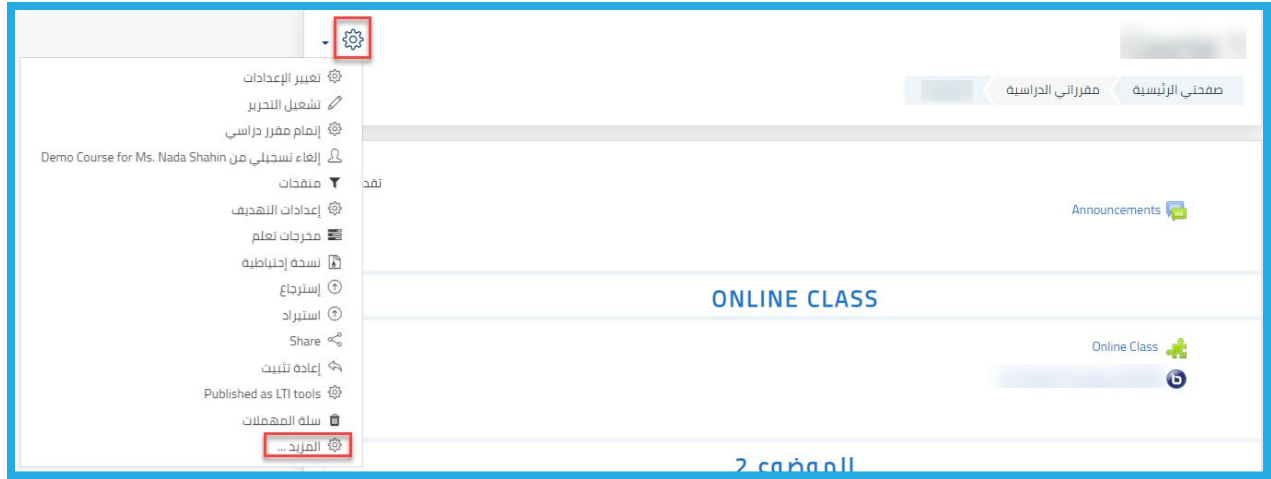 صفحتي الرئيسية
مقرراتي الدراسية
تغيير الإعدادات
تشغيل التحرير
إتمام مقرر دراسي
إلغاء تسجيلي من Demo Course for Ms. Nada Shahin
منقحات
إعدادات التهديف
مخرجات تعلم
نسخة إحتياطية
إسترجاع
استيراد
Share
إعادة تثبيت
Published as LTI tools
سلة المهملات
المزيد ...
Announcements
ONLINE CLASS
Online Class
الموضوع 2